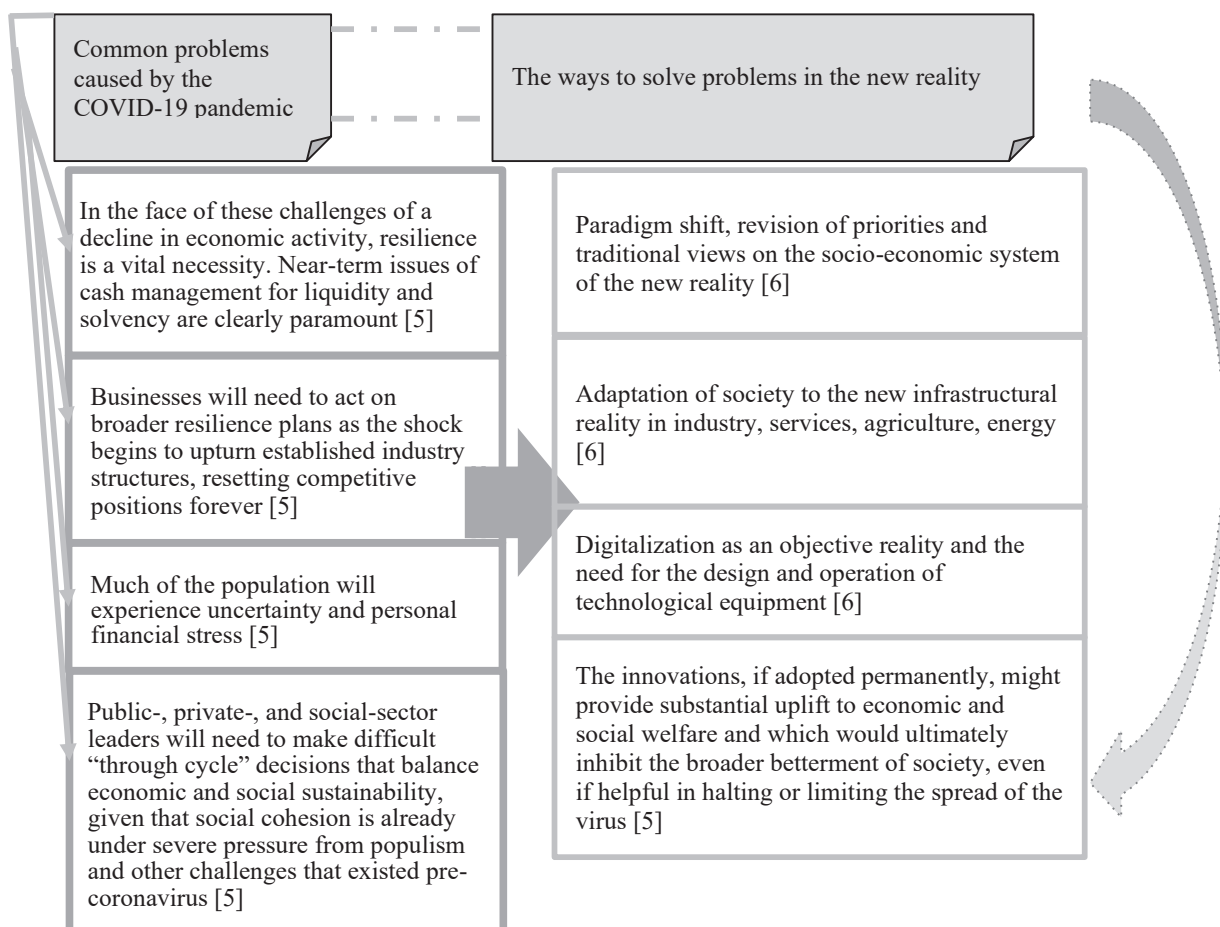 Common problems
caused by the
COVID-19 pandemic
The ways to solve problems in the new reality
In the face of these challenges of a
decline in economic activity, resilience
is a vital necessity. Near-term issues of
cash management for liquidity and
solvency are clearly paramount [5]
Businesses will need to act on
broader resilience plans as the shock
begins to upturn established industry
structures, resetting competitive
positions forever [5]
Much of the population will
experience uncertainty and personal
financial stress [5]
Public-, private-, and social-sector
leaders will need to make difficult
“through cycle” decisions that balance
economic and social sustainability,
given that social cohesion is already
under severe pressure from populism
and other challenges that existed pre-
coronavirus [5]
Paradigm shift, revision of priorities and
traditional views on the socio-economic system
of the new reality [6]
Adaptation of society to the new infrastructural
reality in industry, services, agriculture, energy
[6]
Digitalization as an objective reality and the
need for the design and operation of
technological equipment [6]
The innovations, if adopted permanently, might
provide substantial uplift to economic and
social welfare and which would ultimately
inhibit the broader betterment of society, even
if helpful in halting or limiting the spread of the
virus [5]